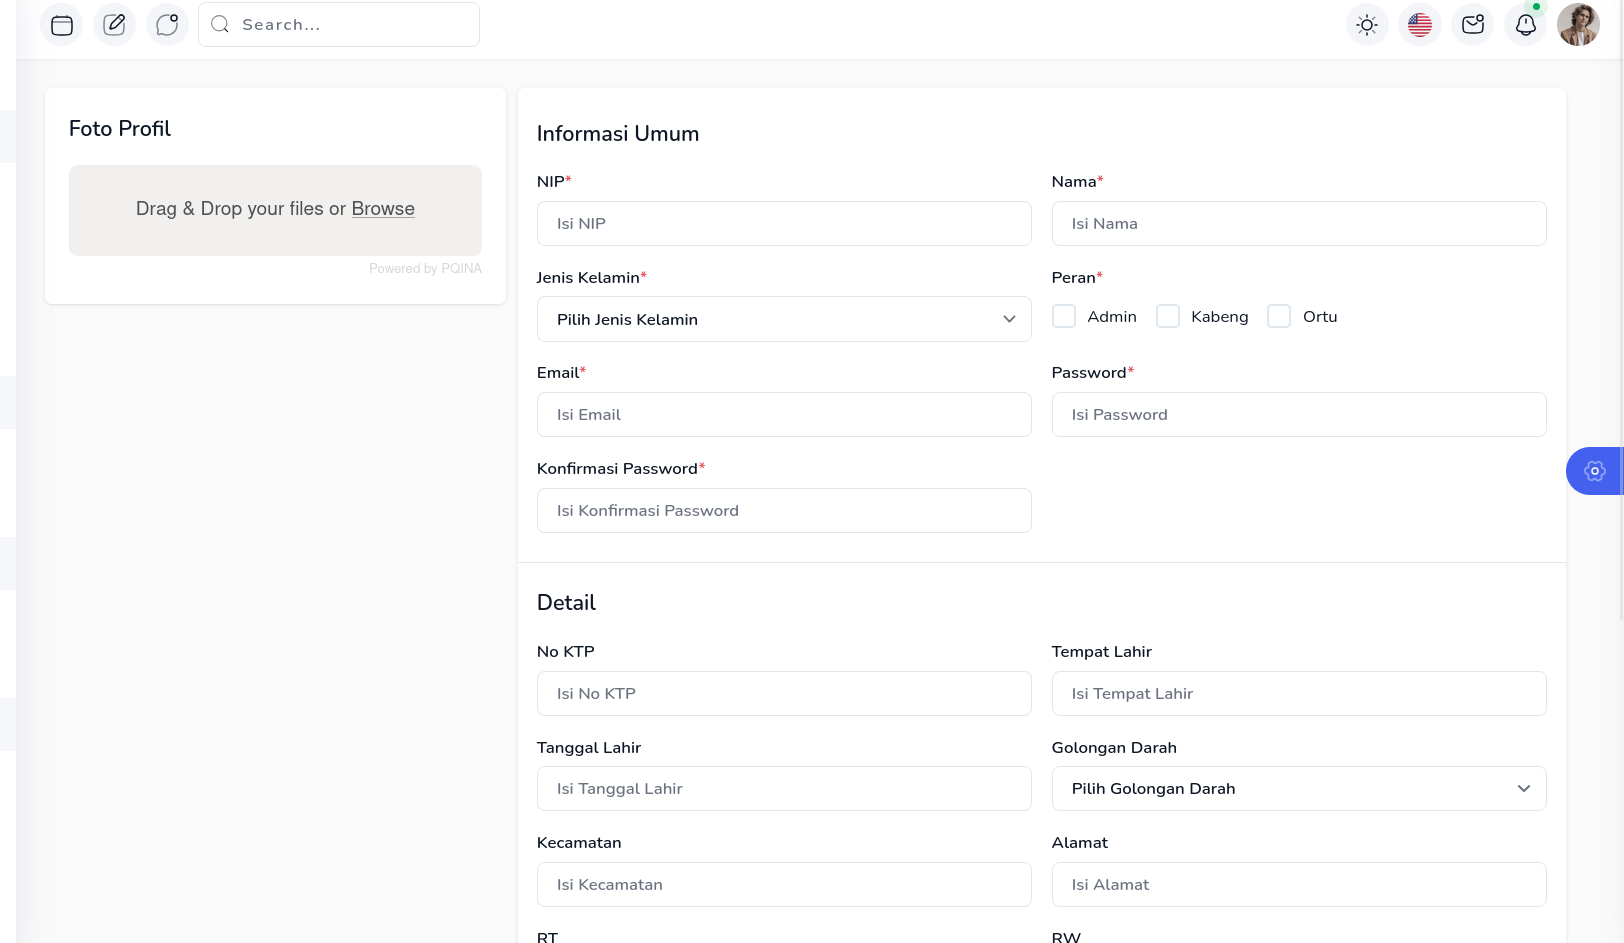 Search...
Foto Profil
Drag & Drop your files or Browse
Powered by PQINA
Informasi Umum
NIP*
Nama*
Isi NIP
Isi Nama
Jenis Kelamin*
Peran*
Pilih Jenis Kelamin
Admin
Kabeng
Ortu
Email*
Password*
Isi Email
Isi Password
Konfirmasi Password*
Isi Konfirmasi Password
Detail
No KTP
Tempat Lahir
Isi No KTP
Isi Tempat Lahir
Tanggal Lahir
Golongan Darah
Isi Tanggal Lahir
Pilih Golongan Darah
Kecamatan
Alamat
Isi Kecamatan
Isi Alamat
RT
RW